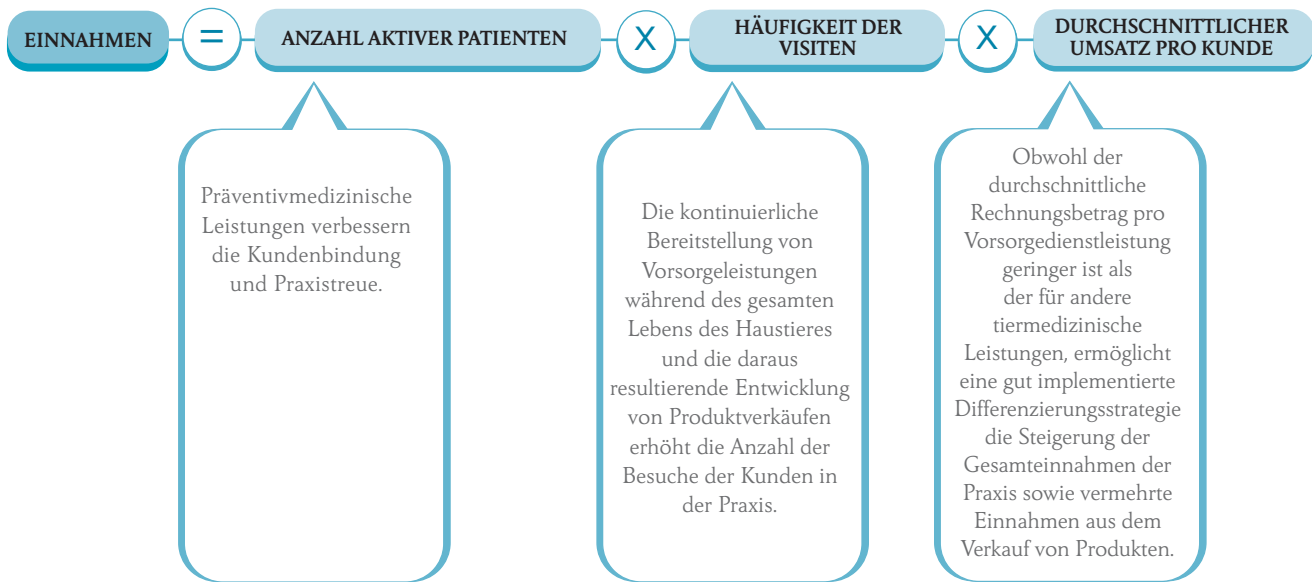 EINNAHMEN = ANZAHL AKTIVER PATIENTEN X HÄUFIGKEIT DER
VISITEN X DURCHSCHNITTLICHER
UMSATZ PRO KUNDE
Präventivmedizinische
Leistungen verbessern
die Kundenbindung
und Praxistreue.
Die kontinuierliche
Bereitstellung von
Vorsorgeleistungen
während des gesamten
Lebens des Haustieres
und die daraus
resultierende Entwicklung
von Produktverkäufen
erhöht die Anzahl der
Besuche der Kunden in
der Praxis.
Obwohl der
durchschnittliche
Rechnungsbetrag pro
Vorsorgedienstleistung
geringer ist als
der für andere
tiermedizinische
Leistungen, ermöglicht
eine gut implementierte
Differenzierungsstrategie
die Steigerung der
Gesamteinnahmen der
Praxis sowie vermehrte
Einnahmen aus dem
Verkauf von Produkten.